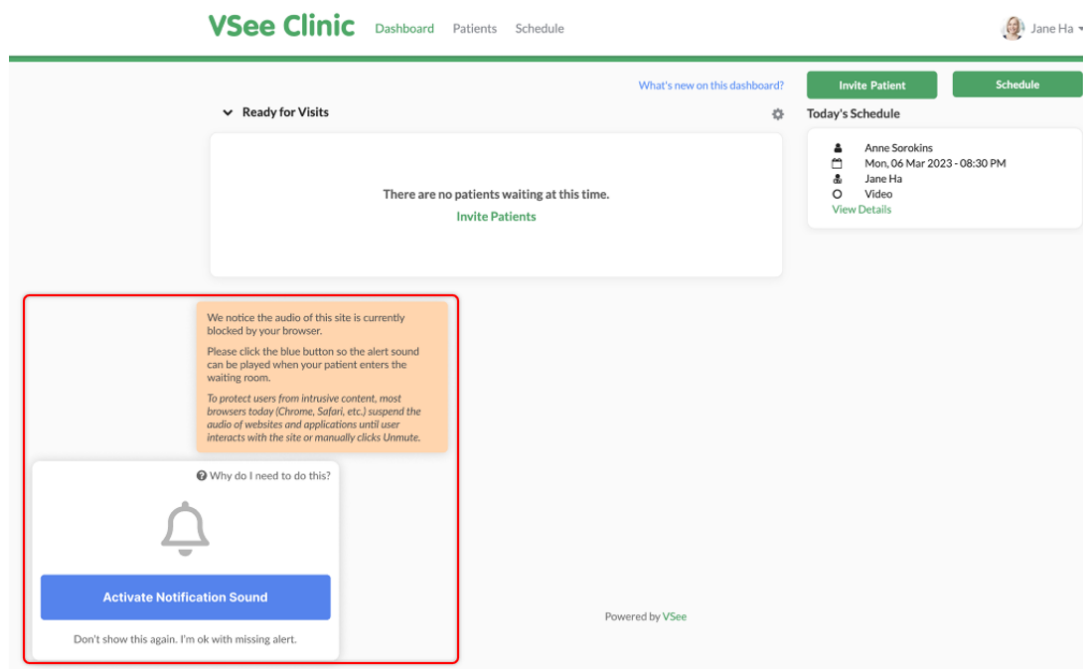 VSee Clinic
Dashboard
Patients
Schedule
Jane Ha
What's new on this dashboard?
Invite Patient
Schedule
Ready for Visits
Today's Schedule
There are no patients waiting at this time.
Invite Patients
Anne Sorokins
Mon, 06 Mar 2023 - 08:30 PM
Jane Ha
Video
View Details
We notice the audio of this site is currently
blocked by your browser.
Please click the blue button so the alert sound
can be played when your patient enters the
waiting room.
To protect users from intrusive content, most
browsers today (Chrome, Safari, etc.) suspend the
audio of websites and applications until user
interacts with the site or manually clicks Unmute.
Why do I need to do this?
Activate Notification Sound
Don't show this again. I'm ok with missing alert.
Powered by VSee